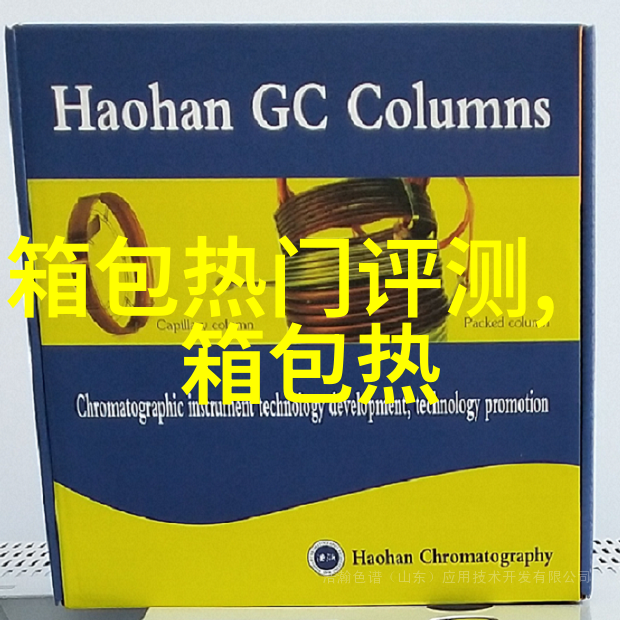 Haohan GC Columns
箱包热门评测,
箱包热
Capillary column
Packed column
Chromatographic instrument technology development, technology promotion
Haohan Chromatography
浩瀚色谱（山东）应用技术开发有限公司